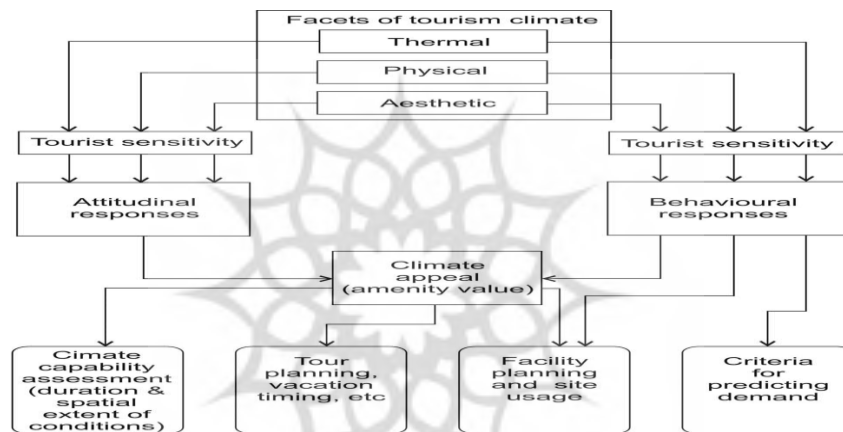 Facets of tourism climate
Thermal
Physical
Aesthetic
Tourist sensitivity
Tourist sensitivity
Attitudinal
responses
Behavioural
responses
Climate
appeal
(amenity value)
Cimate
capability
assessment
(duration &
spatial
extent of
conditions)
Tour
planning,
vacation
timing, etc
Facility
planning
and site
usage
Criteria
for
predicting
demand